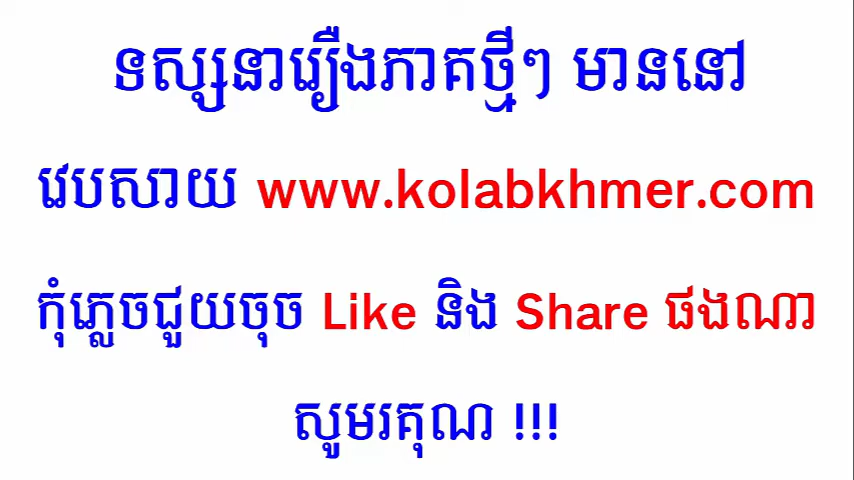 ទស្សនារឿងភាគថ្មីៗ មាននៅ
វេបសាយ www.kolabkhmer.com
កុំភ្លេចជួយចុច Like និង Share ផងណា
សូមរគុណ !!!